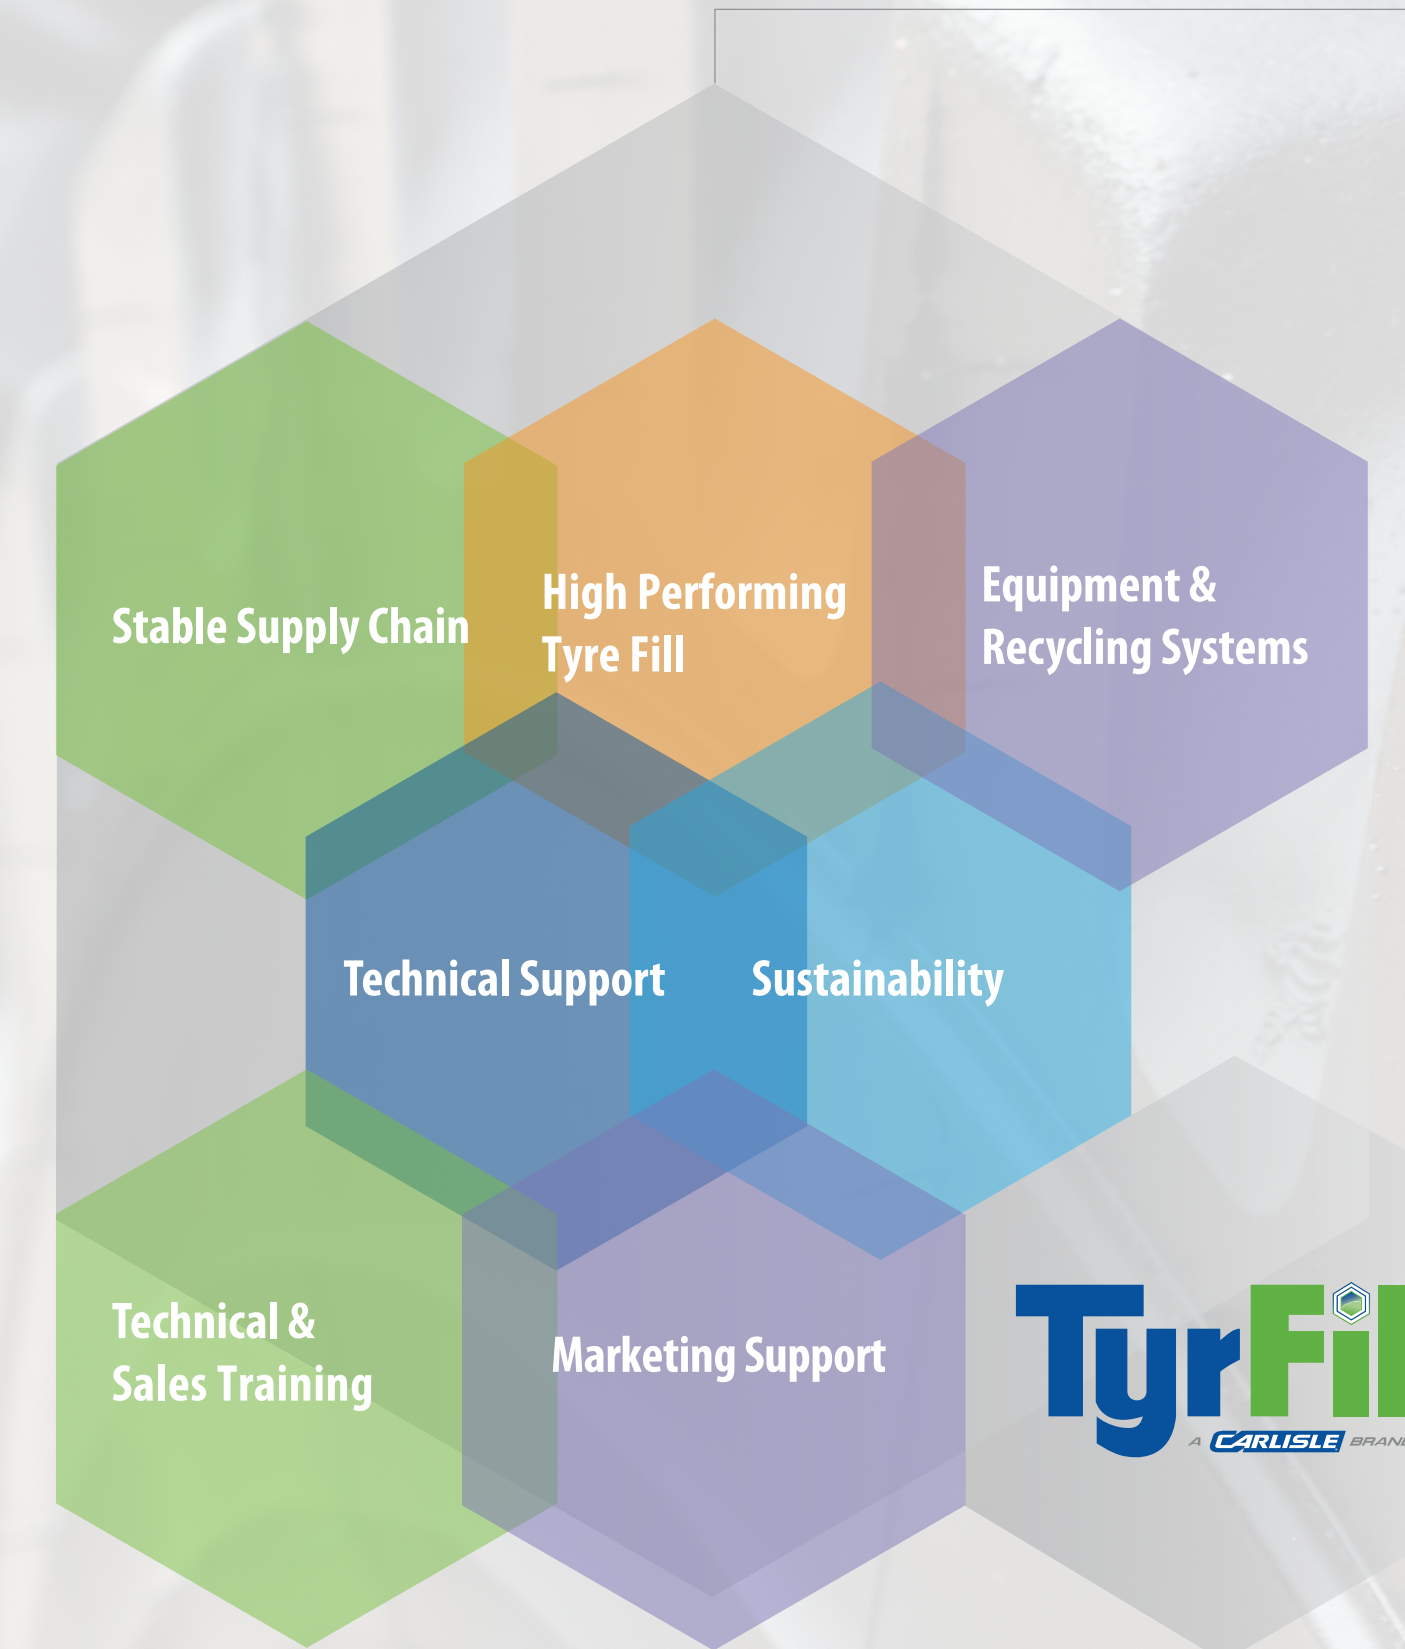 Stable Supply Chain
High Performing
Tyre Fill
Equipment &
Recycling Systems
Technical Support
Sustainability
Technical &
Sales Training
Marketing Support
TyrFil
A CARLISLE BRAND